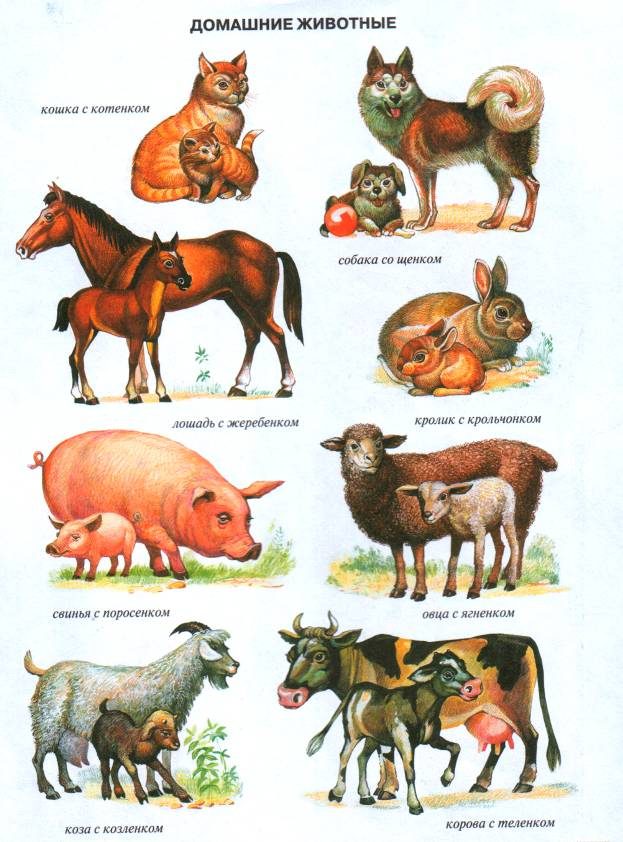 ДОМАШНИЕ ЖИВОТНЫЕ
кошка с котенком
собака со щенком
лошадь с жеребенком
кролик с крольчонком
свинья с поросенком
овца с ягненком
коза с козленком
корова с теленком